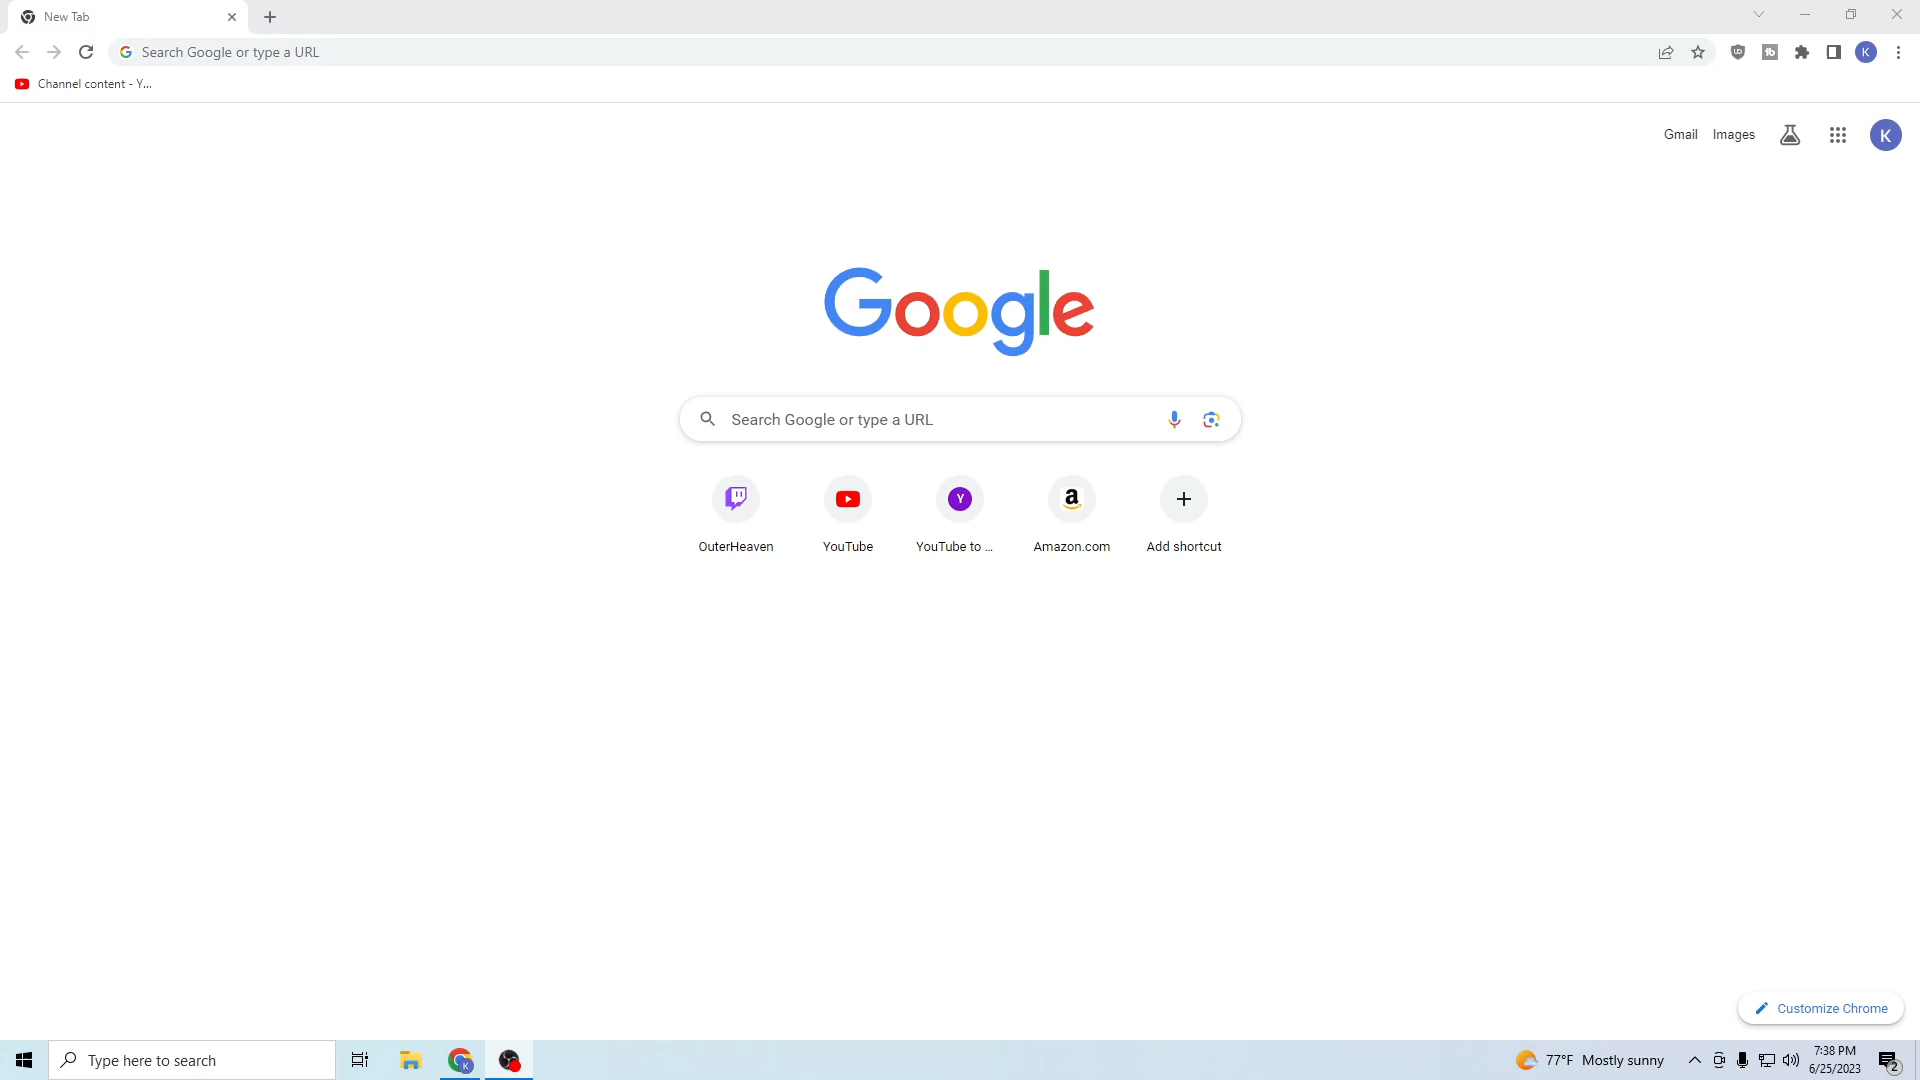 New Tab
Search Google or type a URL
K
Channel content - Y...
Gmail Images
K
Google
Search Google or type a URL
Y
a
OuterHeaven YouTube YouTube to ... Amazon.com Add shortcut
Customize Chrome
Type here to search
K
77°F Mostly sunny
7:38 PM
6/25/2023
2